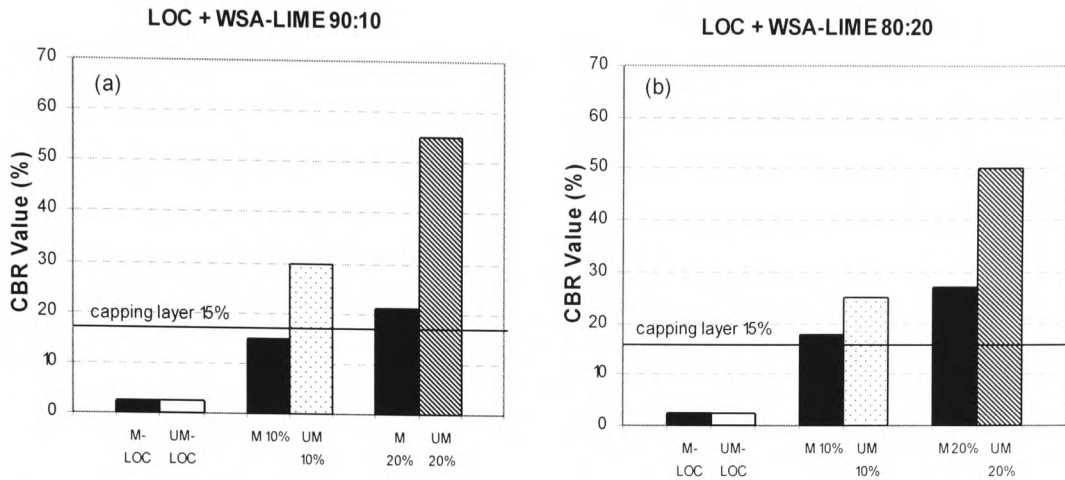 LOC + WSA-LIME 90:10
(a)
CBR Value (%)
70
60
50
40
30
20
10
0
capping layer 15%
M-LOC
UM-LOC
M 10%
UM 10%
M 20%
UM 20%
LOC + WSA-LIME 80:20
(b)
CBR Value (%)
70
60
50
40
30
20
10
0
capping layer 15%
M-LOC
UM-LOC
M 10%
UM 10%
M 20%
UM 20%